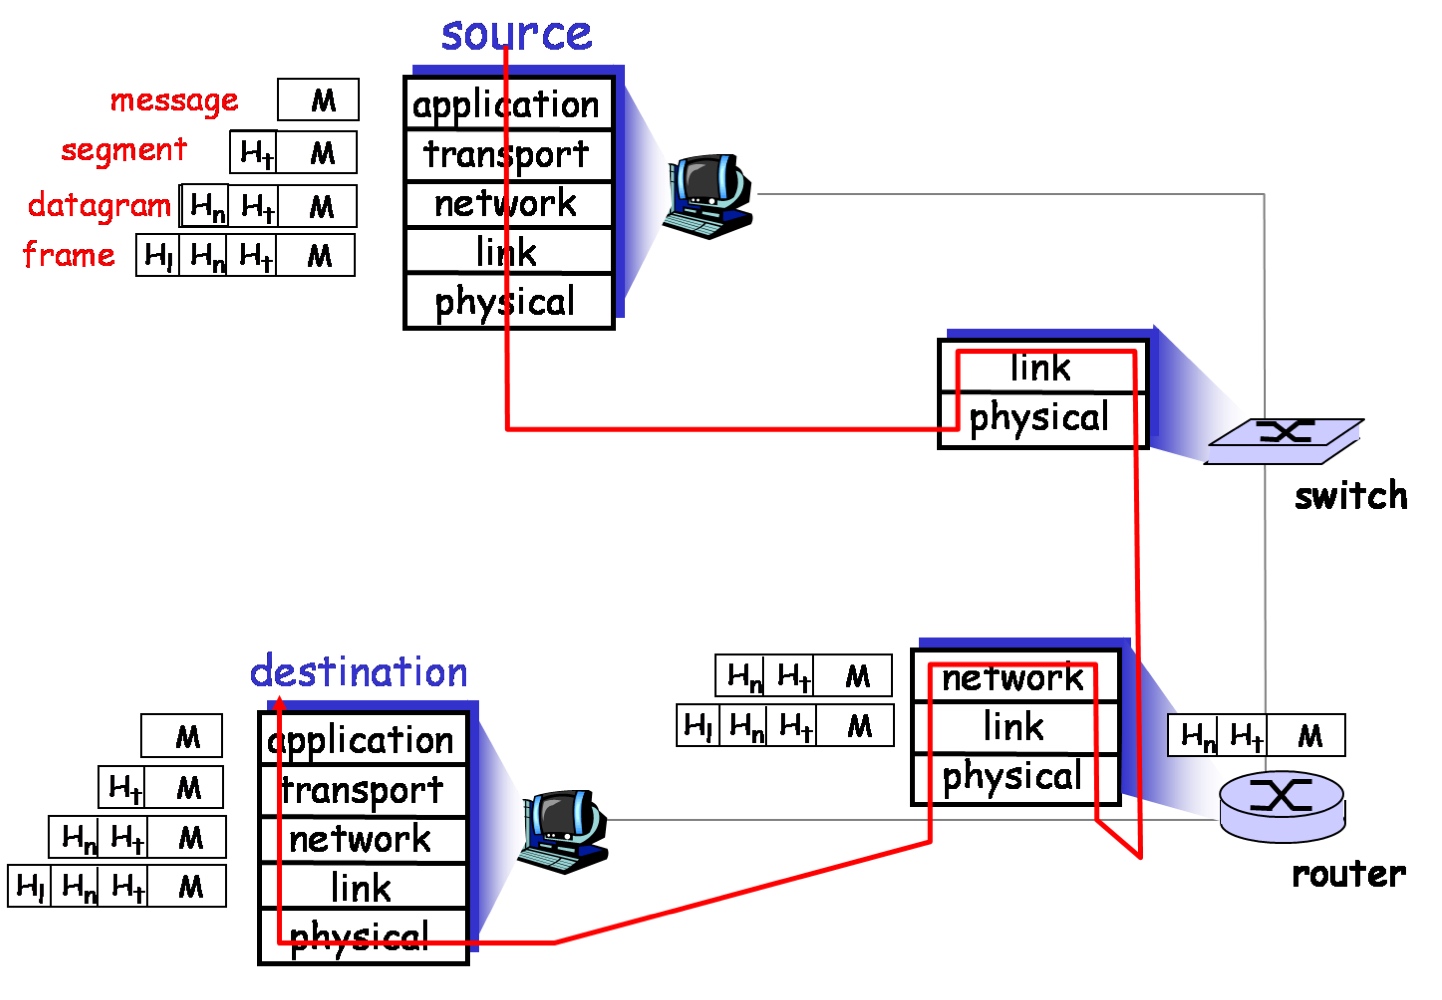 source
message M
application
segment Ht M
transport
datagram Hn Ht M
network
frame Hl Hn Ht M
link
physical
link
physical
switch
destination
Hn Ht M
network
Hl Hn Ht M
link
physical
Hn Ht M
router
M
application
Ht M
transport
Hn Ht M
network
Hl Hn Ht M
link
physical